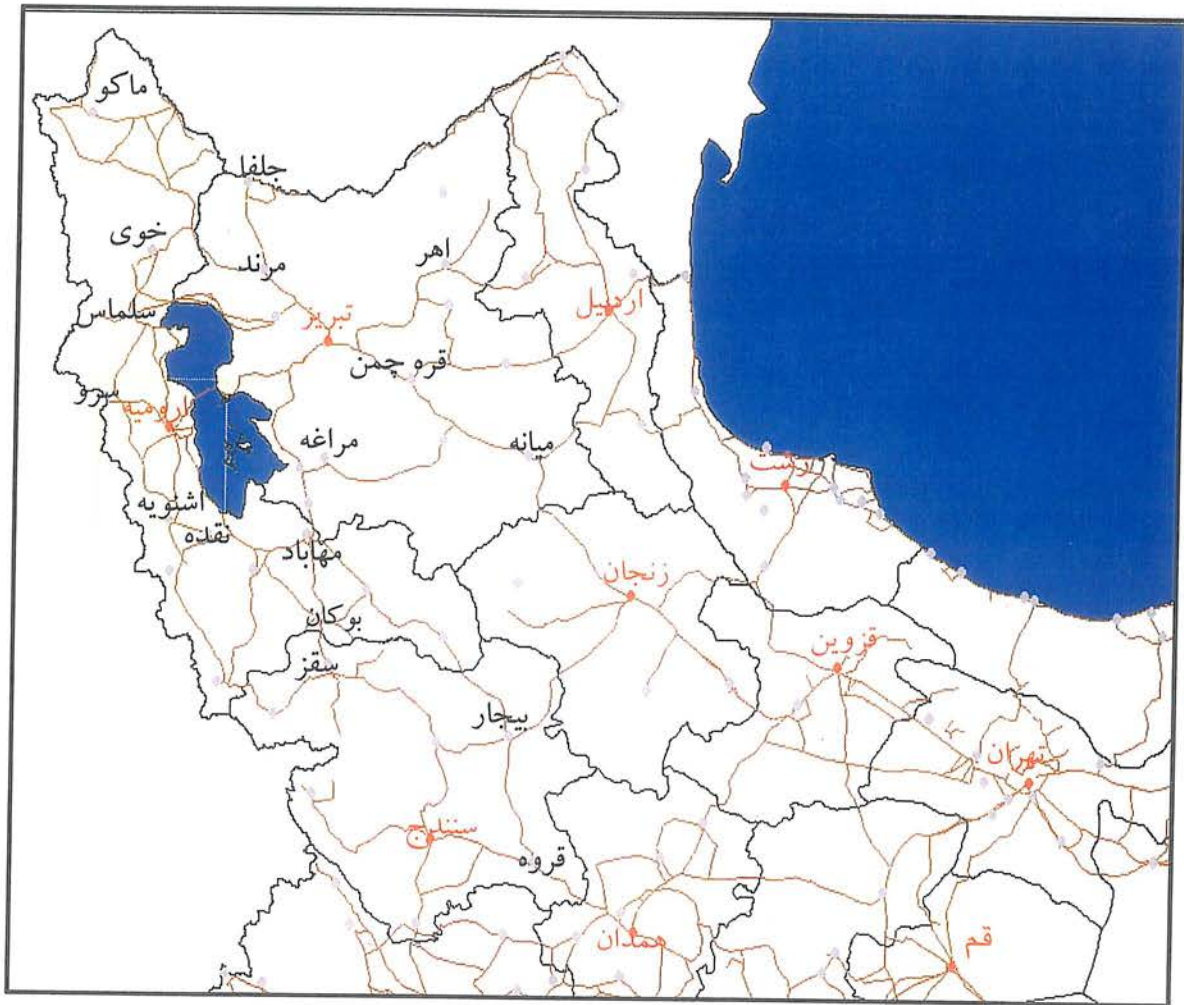 ماکو
جلفا
خوی
مرند
اهر
سلماس
تبریز
اردبیل
قره چمن
سرو
ارومیه
مراغه
میانه
رشت
اشنویه
نقده
مهاباد
زنجان
بوکان
قزوین
سقز
بیجار
تهران
سنندج
قروه
همدان
قم